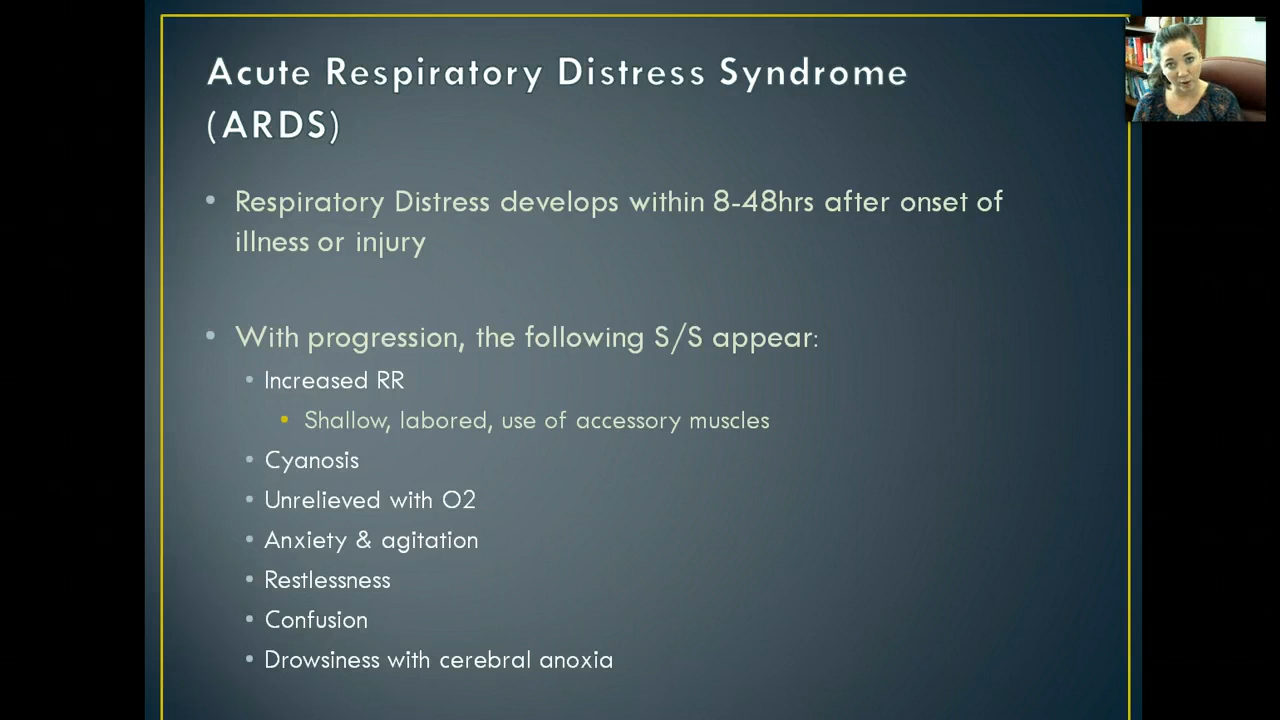 Acute Respiratory Distress Syndrome
(ARDS)
• Respiratory Distress develops within 8-48hrs after onset of
illness or injury
• With progression, the following S/S appear:
• Increased RR
• Shallow, labored, use of accessory muscles
• Cyanosis
• Unrelieved with O2
• Anxiety & agitation
• Restlessness
• Confusion
• Drowsiness with cerebral anoxia